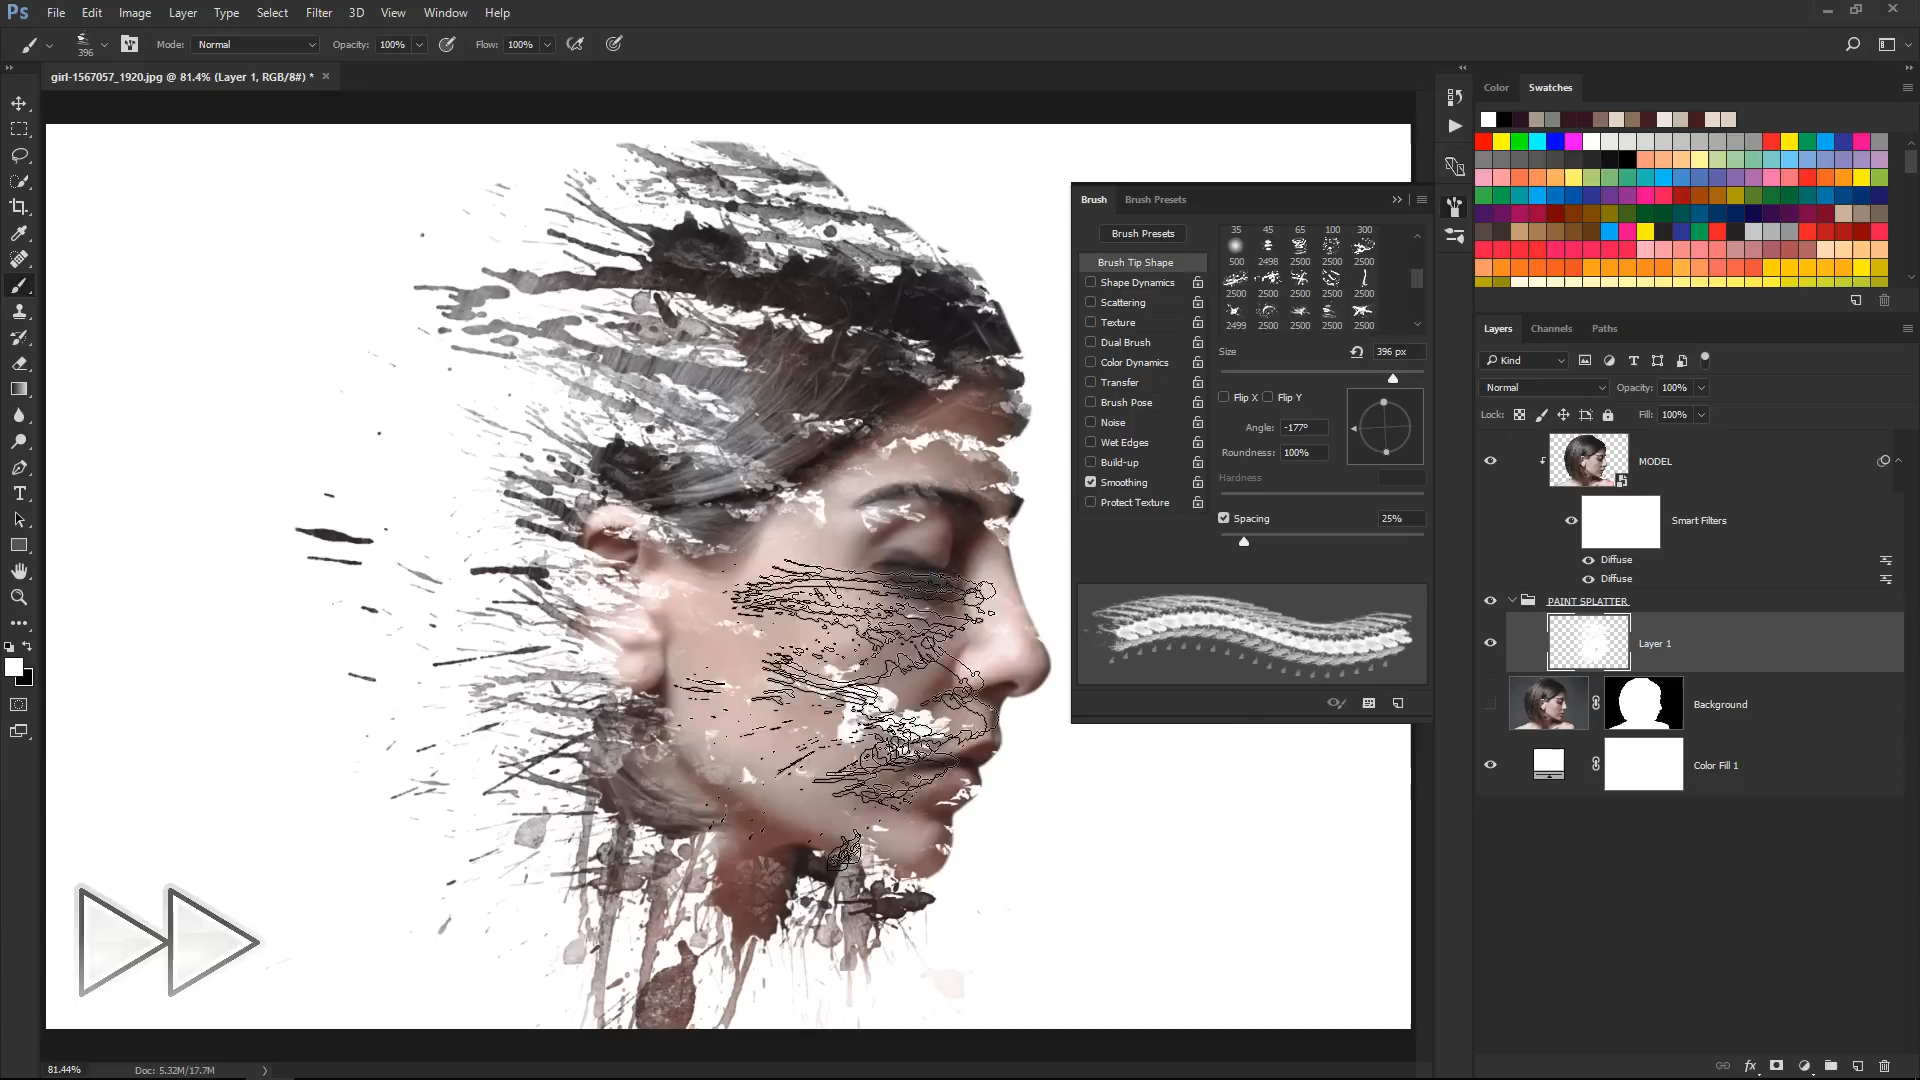 Ps File Edit Image Layer Type Select Filter 3D View Window Help
396 Mode: Normal Opacity: 100% Flow: 100%
girl-1567057_1920.jpg @ 81.4% (Layer 1, RGB/8#) * ×
Color Swatches
Brush Brush Presets
Brush Presets
Brush Tip Shape
Shape Dynamics
Scattering
Texture
Dual Brush
Color Dynamics
Transfer
Brush Pose
Noise
Wet Edges
Build-up
Smoothing
Protect Texture
35 45 65 100 300
500 2498 2500 2500 2500
2500 2500 2500 2500 2500
2499 2500 2500 2500 2500
Size 396 px
Flip X Flip Y
Angle: -177º
Roundness: 100%
Hardness
Spacing 25%
Layers Channels Paths
Kind
Normal Opacity: 100%
Lock: Fill: 100%
MODEL
Smart Filters
Diffuse
Diffuse
PAINT SPLATTER
Layer 1
Background
Color Fill 1
fx
81.44% Doc: 5.32M/17.7M